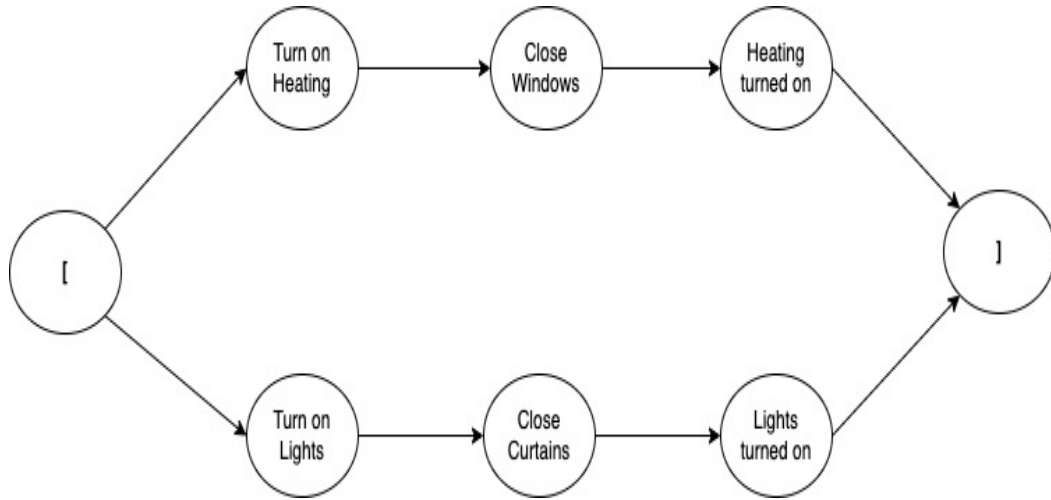 Turn on
Heating
Close
Windows
Heating
turned on
[
]
Turn on
Lights
Close
Curtains
Lights
turned on